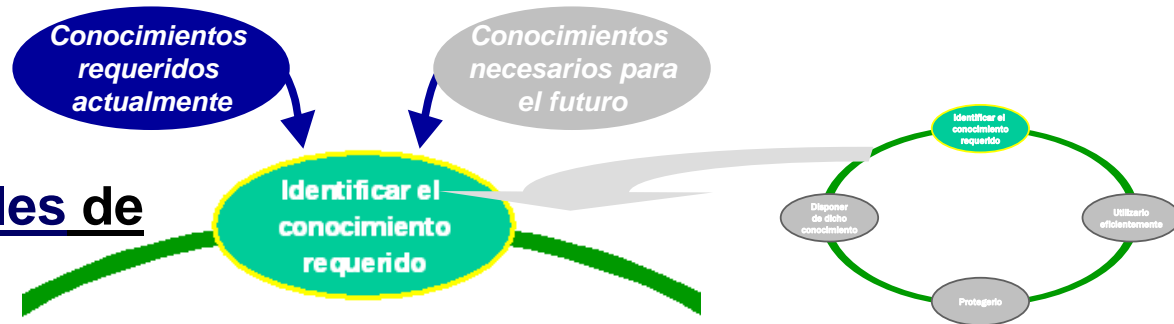 Conocimientos
requeridos
actualmente
Conocimientos
necesarios para
el futuro
Identificar el
conocimiento
requerido
les de
Identificar el
conocimiento
requerido
Disponer
de dicho
conocimiento
Utilizarlo
eficientemente
Protegerlo